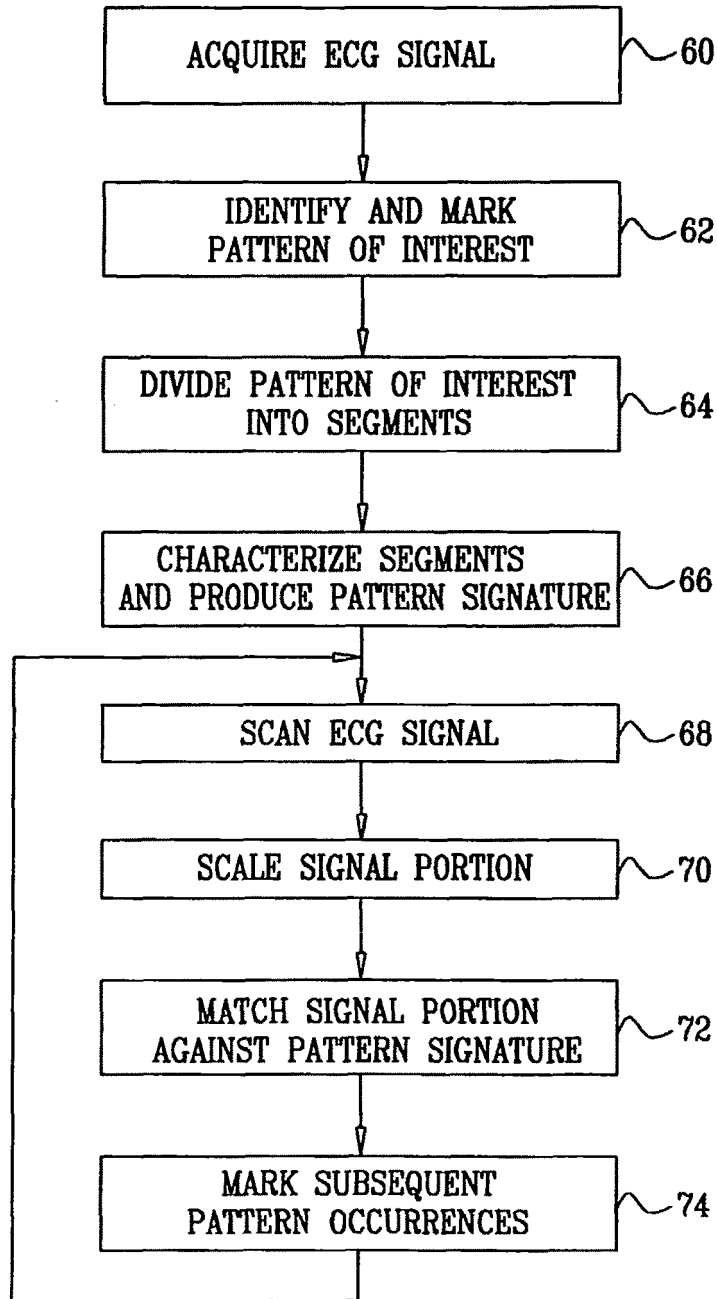 ACQUIRE ECG SIGNAL
60
IDENTIFY AND MARK
PATTERN OF INTEREST
62
DIVIDE PATTERN OF INTEREST
INTO SEGMENTS
64
CHARACTERIZE SEGMENTS
AND PRODUCE PATTERN SIGNATURE
66
SCAN ECG SIGNAL
68
SCALE SIGNAL PORTION
70
MATCH SIGNAL PORTION
AGAINST PATTERN SIGNATURE
72
MARK SUBSEQUENT
PATTERN OCCURRENCES
74